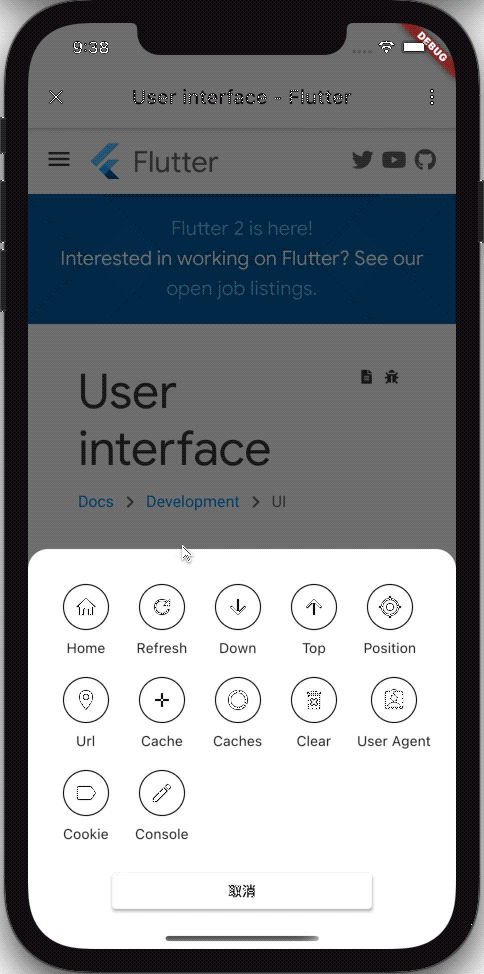 9:38
DEBUG
User interface - Flutter
Flutter
Flutter 2 is here!
Interested in working on Flutter? See our
open job listings.
User
interface
Docs > Development > UI
Home Refresh Down Top Position
Url Cache Caches Clear User Agent
Cookie Console
取消